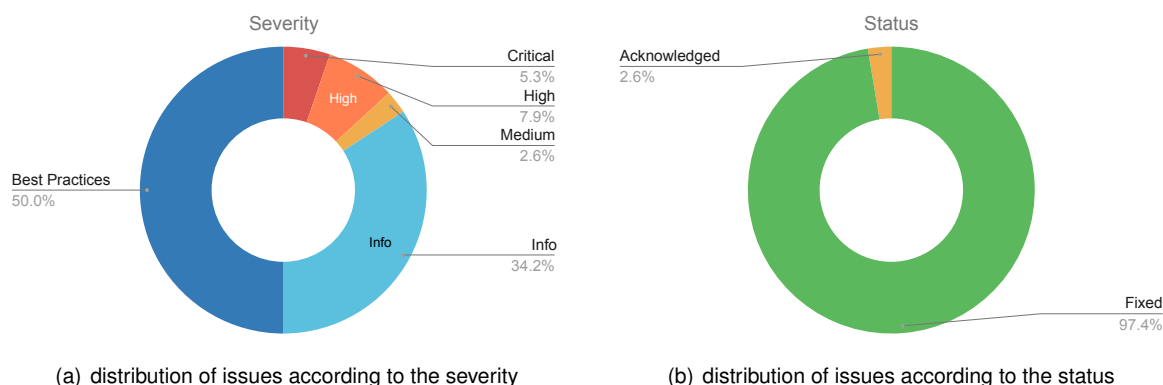 Severity
Critical
5.3%
High
High
7.9%
Medium
2.6%
Best Practices
50.0%
Info
Info
34.2%
(a) distribution of issues according to the severity
Status
Acknowledged
2.6%
Fixed
97.4%
(b) distribution of issues according to the status